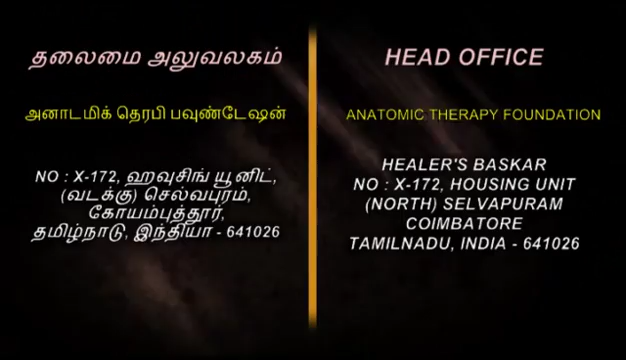 தலைமை அலுவலகம்
அனாடமிக் தெரபி பவுண்டேஷன்
NO : X-172, ஹவுசிங் யூனிட்,
(வடக்கு) செல்வபுரம்,
கோயம்புத்தூர்,
தமிழ்நாடு, இந்தியா - 641026
HEAD OFFICE
ANATOMIC THERAPY FOUNDATION
HEALER'S BASKAR
NO : X-172, HOUSING UNIT
(NORTH) SELVAPURAM
COIMBATORE
TAMILNADU, INDIA - 641026